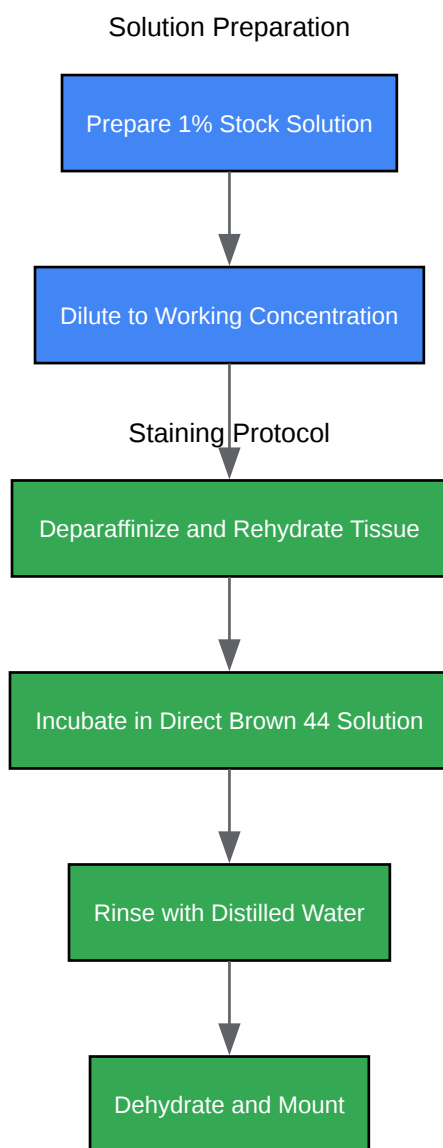 Solution Preparation
Prepare 1% Stock Solution
Dilute to Working Concentration
Staining Protocol
Deparaffinize and Rehydrate Tissue
Incubate in Direct Brown 44 Solution
Rinse with Distilled Water
Dehydrate and Mount